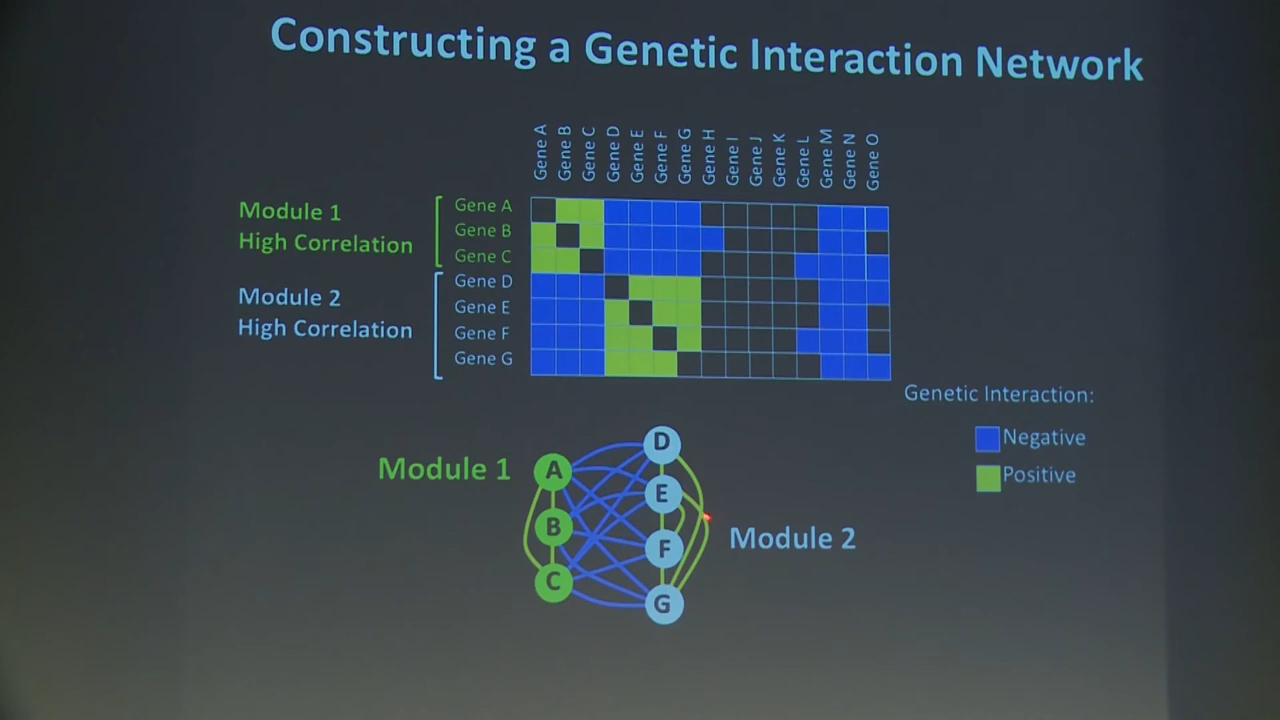 Constructing a Genetic Interaction Network
Gene A Gene B Gene C Gene D Gene E Gene F Gene G Gene H Gene I Gene J Gene K Gene L Gene M Gene N Gene O
Module 1
High Correlation
Module 2
High Correlation
Gene A
Gene B
Gene C
Gene D
Gene E
Gene F
Gene G
Genetic Interaction:
Negative
Positive
Module 1
A
B
C
D
E
F
G
Module 2